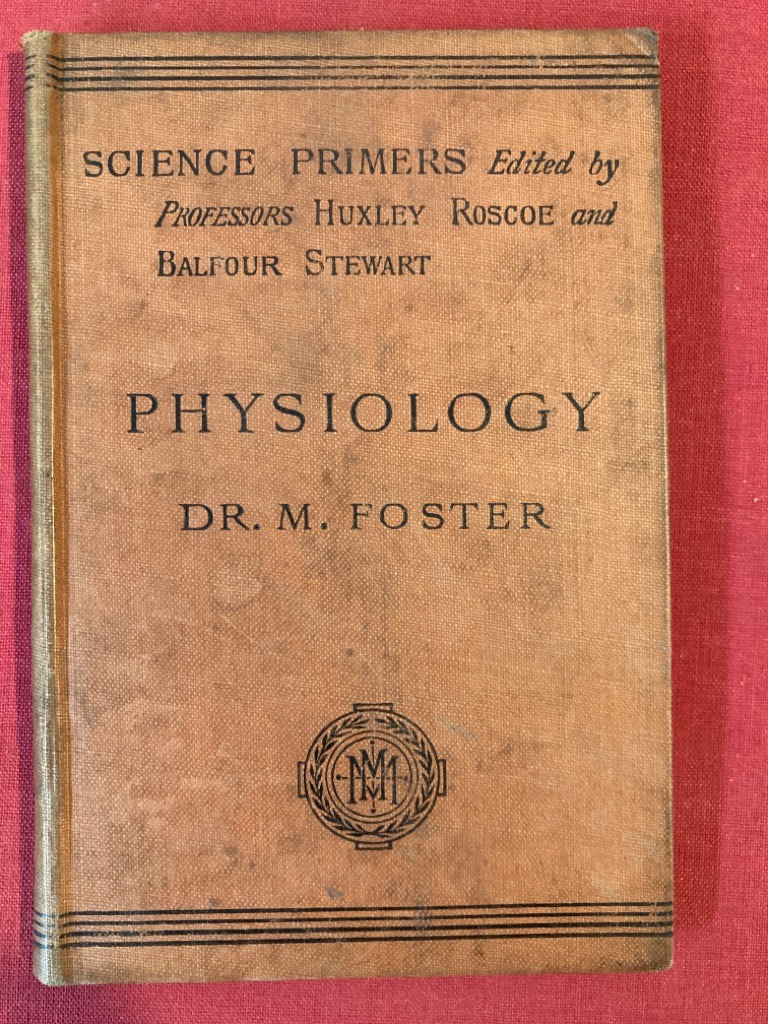 SCIENCE PRIMERS Edited by
PROFESSORS HUXLEY ROSCOE and
BALFOUR STEWART
PHYSIOLOGY
DR. M. FOSTER